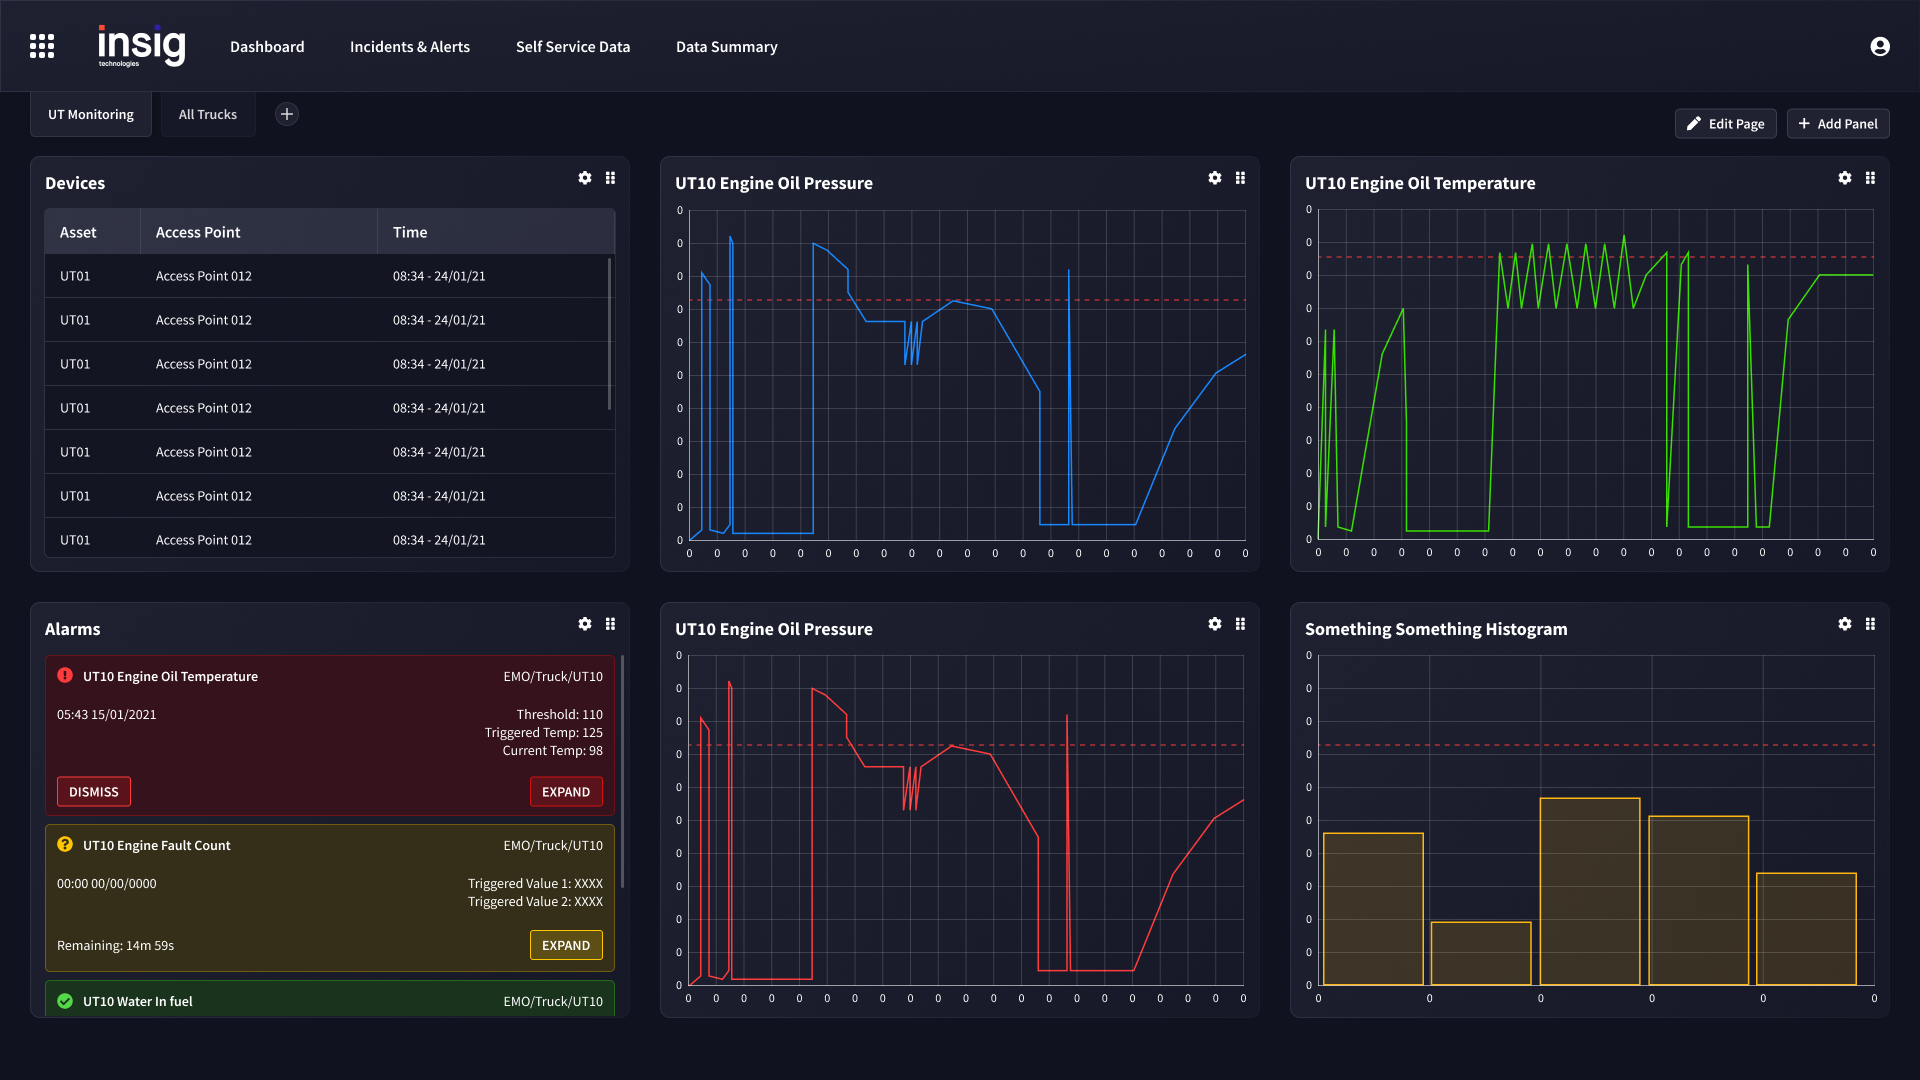 insig
technologies
Dashboard
Incidents & Alerts
Self Service Data
Data Summary
UT Monitoring
All Trucks
Edit Page
Add Panel
Devices
Asset Access Point Time
UT01 Access Point 012 08:34 - 24/01/21
UT01 Access Point 012 08:34 - 24/01/21
UT01 Access Point 012 08:34 - 24/01/21
UT01 Access Point 012 08:34 - 24/01/21
UT01 Access Point 012 08:34 - 24/01/21
UT01 Access Point 012 08:34 - 24/01/21
UT01 Access Point 012 08:34 - 24/01/21
UT10 Engine Oil Pressure
0
0
0
0
0
0
0
0
0
0
0
0 0 0 0 0 0 0 0 0 0 0 0 0 0 0 0 0 0 0 0 0
UT10 Engine Oil Temperature
0
0
0
0
0
0
0
0
0
0
0
0 0 0 0 0 0 0 0 0 0 0 0 0 0 0 0 0 0 0 0 0
Alarms
UT10 Engine Oil Temperature EMO/Truck/UT10
05:43 15/01/2021 Threshold: 110
Triggered Temp: 125
Current Temp: 98
DISMISS EXPAND
UT10 Engine Fault Count EMO/Truck/UT10
00:00 00/00/0000 Triggered Value 1: XXXX
Triggered Value 2: XXXX
Remaining: 14m 59s EXPAND
UT10 Water In fuel EMO/Truck/UT10
UT10 Engine Oil Pressure
0
0
0
0
0
0
0
0
0
0
0
0 0 0 0 0 0 0 0 0 0 0 0 0 0 0 0 0 0 0 0 0
Something Something Histogram
0
0
0
0
0
0
0
0
0
0
0
0 0 0 0 0 0